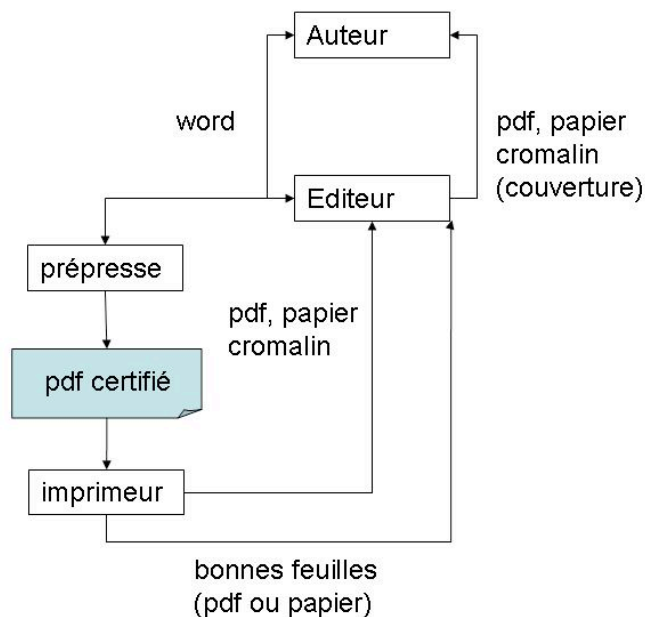 Auteur
word
pdf, papier
cromalin
(couverture)
Editeur
prépresse
pdf, papier
cromalin
pdf certifié
imprimeur
bonnes feuilles
(pdf ou papier)